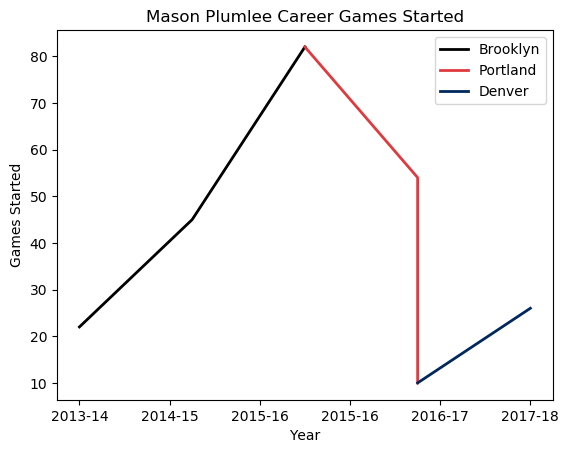 Mason Plumlee Career Games Started
Brooklyn
Portland
Denver
Games Started
80
70
60
50
40
30
20
10
2013-14 2014-15 2015-16 2015-16 2016-17 2017-18
Year